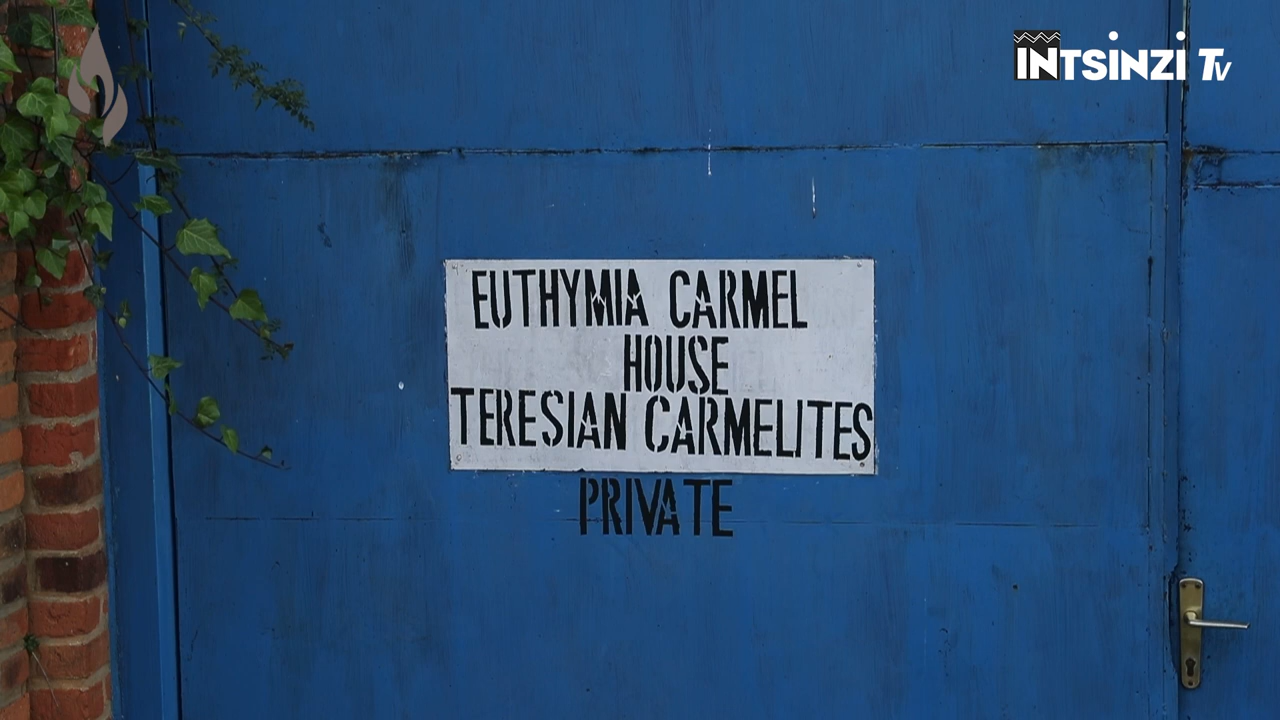 INTSINZI TV
EUTHYMIA CARMEL
HOUSE
TERESIAN CARMELITES
PRIVATE